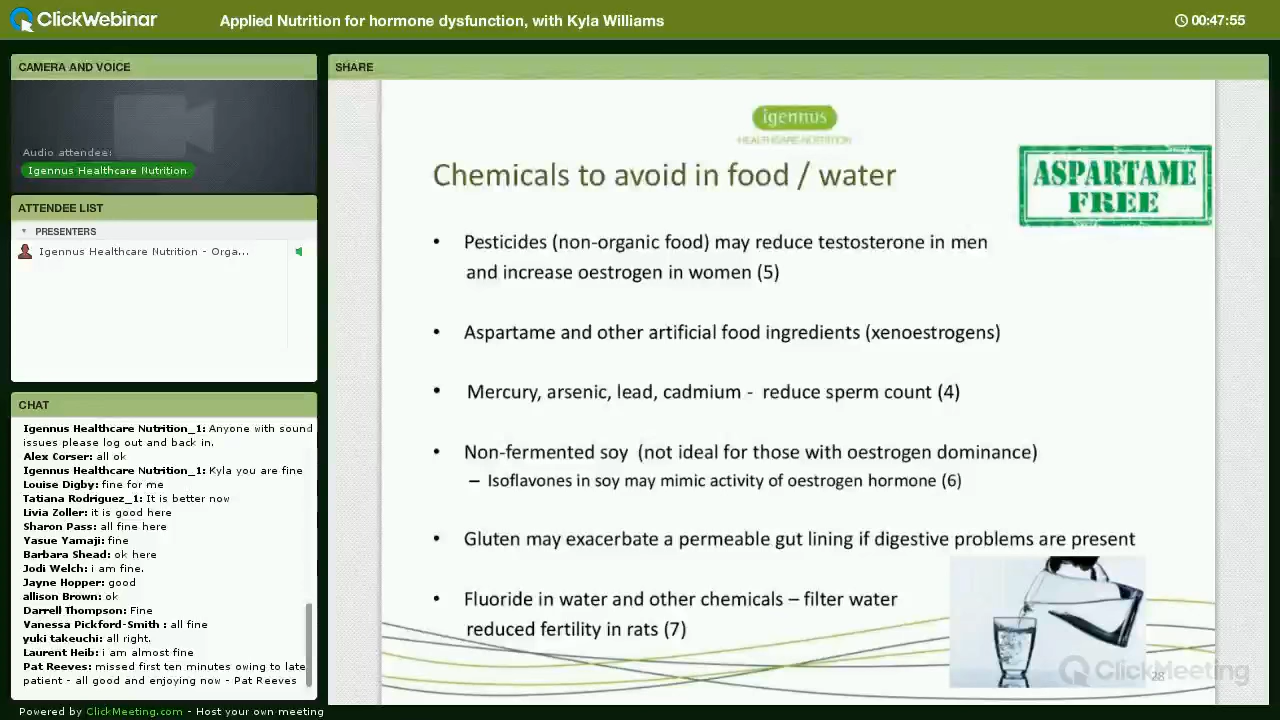 ClickWebinar
Applied Nutrition for hormone dysfunction, with Kyla Williams
00:47:55
CAMERA AND VOICE
Audio attendees:
Igennus Healthcare Nutrition
ATTENDEE LIST
PRESENTERS
Igennus Healthcare Nutrition - Orga...
CHAT
Igennus Healthcare Nutrition_1: Anyone with sound
issues please log out and back in.
Alex Corser: all ok
Igennus Healthcare Nutrition_1: Kyla you are fine
Louise Digby: fine for me
Tatiana Rodriguez_1: It is better now
Livia Zoller: it is good here
Sharon Pass: all fine here
Yasue Yamaji: fine
Barbara Shead: ok here
Jodi Welch: i am fine.
Jayne Hopper: good
allison Brown: ok
Darrell Thompson: Fine
Vanessa Pickford-Smith : all fine
yuki takeuchi: all right.
Laurent Heib: i am almost fine
Pat Reeves: missed first ten minutes owing to late
patient - all good and enjoying now - Pat Reeves
SHARE
igennus
HEALTHCARE NUTRITION
Chemicals to avoid in food / water
ASPARTAME
FREE
• Pesticides (non-organic food) may reduce testosterone in men
and increase oestrogen in women (5)
• Aspartame and other artificial food ingredients (xenoestrogens)
• Mercury, arsenic, lead, cadmium - reduce sperm count (4)
• Non-fermented soy (not ideal for those with oestrogen dominance)
– Isoflavones in soy may mimic activity of oestrogen hormone (6)
• Gluten may exacerbate a permeable gut lining if digestive problems are present
• Fluoride in water and other chemicals – filter water
reduced fertility in rats (7)
28
ClickMeeting
Powered by ClickMeeting.com - Host your own meeting